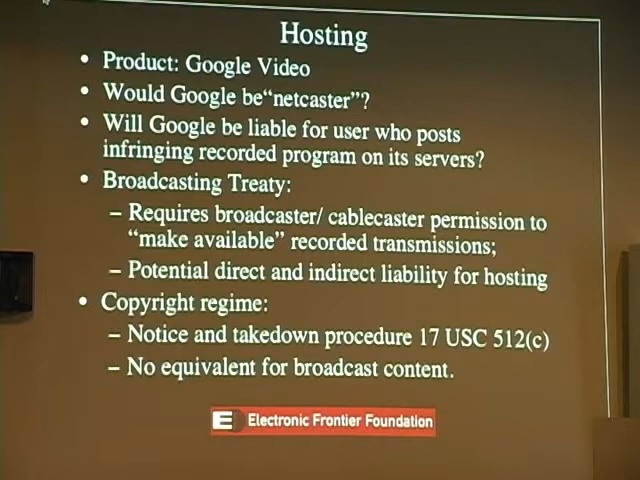 Hosting
• Product: Google Video
• Would Google be“netcaster”?
• Will Google be liable for user who posts
infringing recorded program on its servers?
• Broadcasting Treaty:
– Requires broadcaster/ cablecaster permission to
“make available” recorded transmissions;
– Potential direct and indirect liability for hosting
• Copyright regime:
– Notice and takedown procedure 17 USC 512(c)
– No equivalent for broadcast content.
E Electronic Frontier Foundation